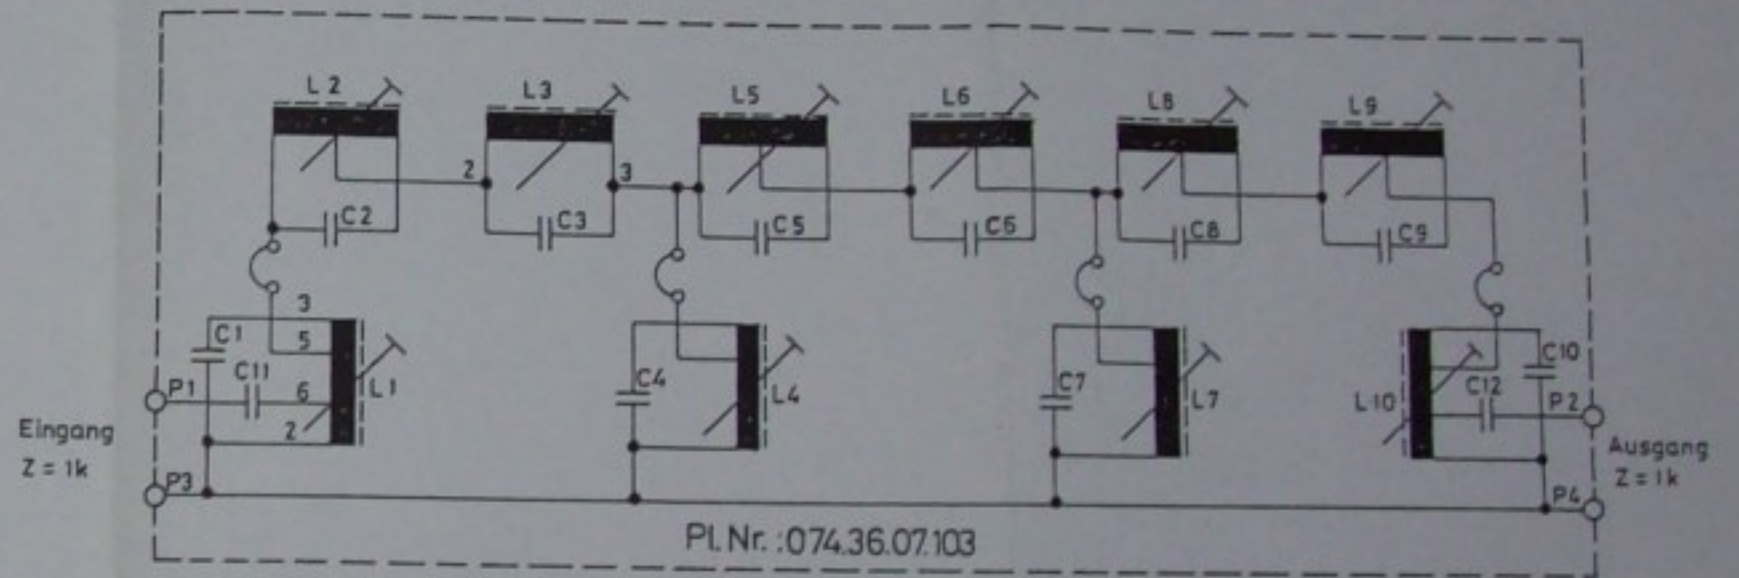 L2
L3
L5
L6
L8
L9
2
3
C2
C3
C5
C6
C8
C9
3
C1
5
C11
6
P1
2
L1
C4
L4
C7
L7
L10
C10
C12
P2
Eingang
Z = 1k
P3
Ausgang
Z = 1k
P4
Pl. Nr. : 074.36.07.103